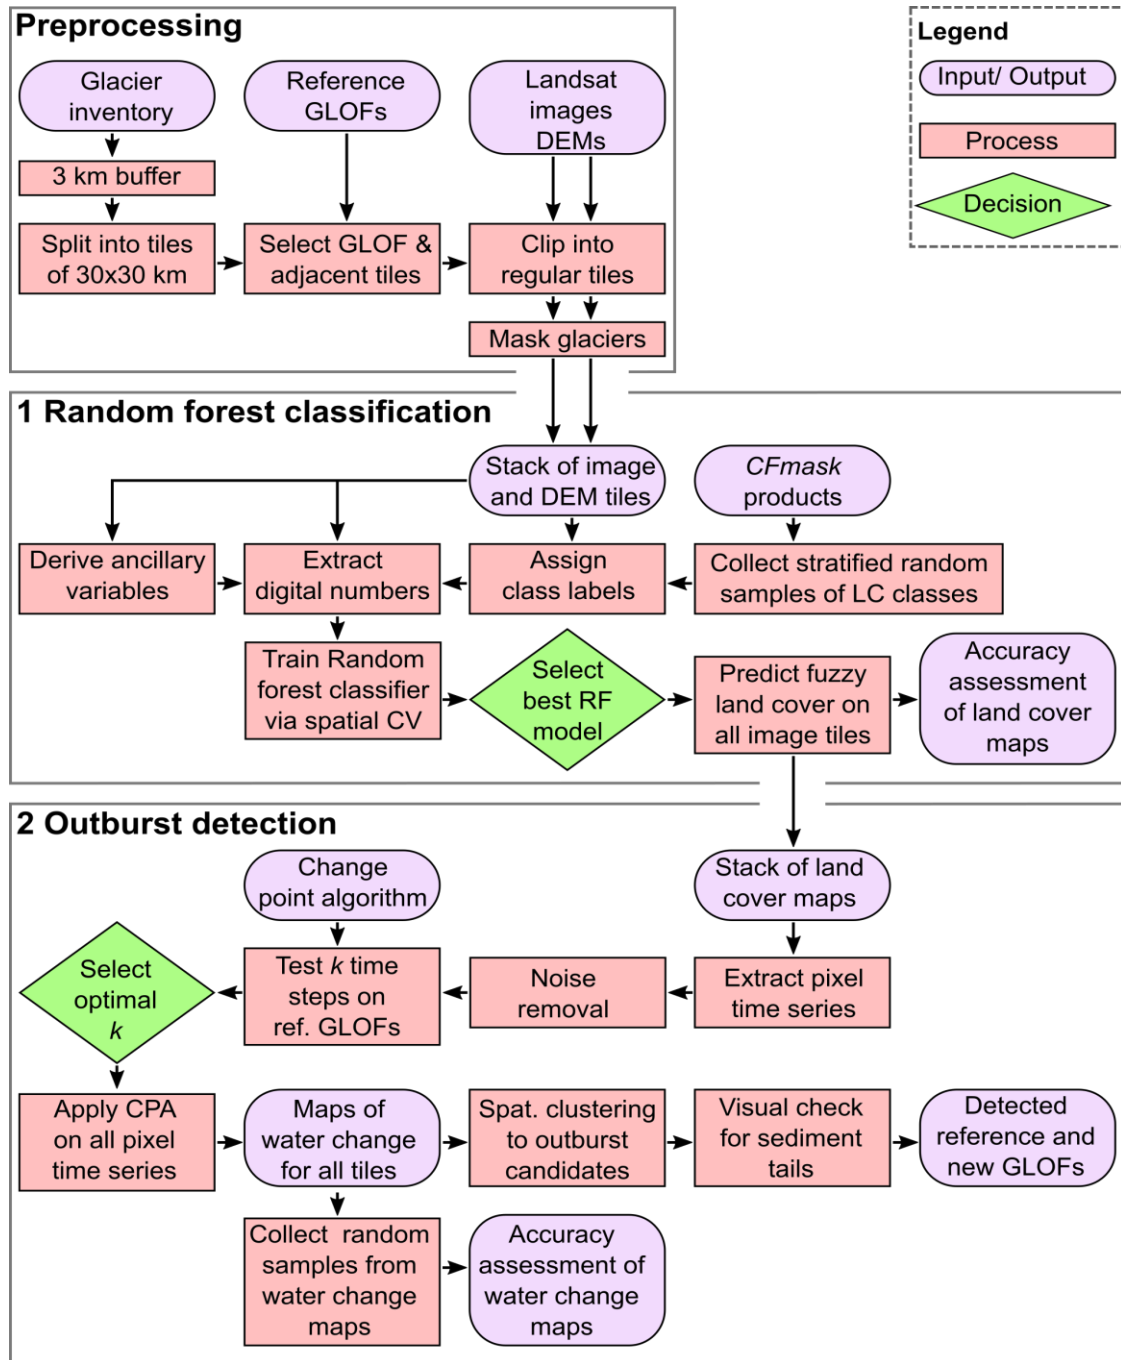 Preprocessing
Glacier
inventory
Reference
GLOFs
Landsat
images
DEMs
3 km buffer
Split into tiles
of 30x30 km
Select GLOF &
adjacent tiles
Clip into
regular tiles
Mask glaciers
Legend
Input/ Output
Process
Decision
1 Random forest classification
Stack of image
and DEM tiles
CFmask
products
Derive ancillary
variables
Extract
digital numbers
Assign
class labels
Collect stratified random
samples of LC classes
Train Random
forest classifier
via spatial CV
Select
best RF
model
Predict fuzzy
land cover on
all image tiles
Accuracy
assessment
of land cover
maps
2 Outburst detection
Change
point algorithm
Stack of land
cover maps
Select
optimal
k
Test k time
steps on
ref. GLOFs
Noise
removal
Extract pixel
time series
Apply CPA
on all pixel
time series
Maps of
water change
for all tiles
Spat. clustering
to outburst
candidates
Visual check
for sediment
tails
Detected
reference and
new GLOFs
Collect random
samples from
water change
maps
Accuracy
assessment of
water change
maps